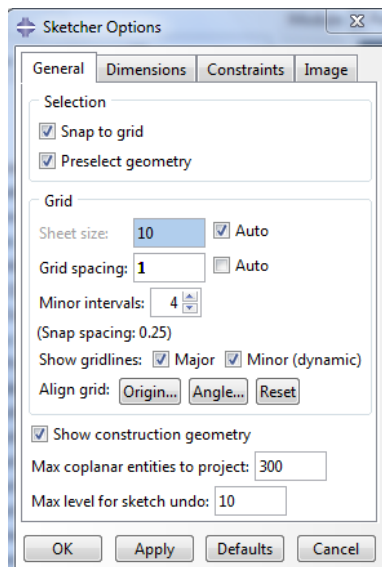 Sketcher Options
General Dimensions Constraints Image
Selection
Snap to grid
Preselect geometry
Grid
Sheet size: 10 Auto
Grid spacing: 1 Auto
Minor intervals: 4
(Snap spacing: 0.25)
Show gridlines: Major Minor (dynamic)
Align grid: Origin... Angle... Reset
Show construction geometry
Max coplanar entities to project: 300
Max level for sketch undo: 10
OK Apply Defaults Cancel